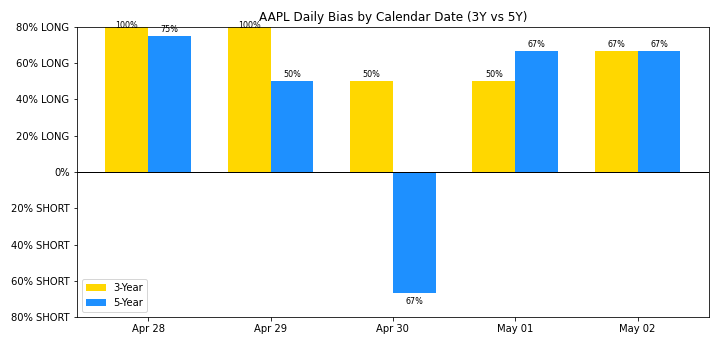 AAPL Daily Bias by Calendar Date (3Y vs 5Y)
80% LONG
60% LONG
40% LONG
20% LONG
0%
20% SHORT
40% SHORT
60% SHORT
80% SHORT
100%
75%
100%
50%
50%
67%
50%
67%
67%
67%
3-Year
5-Year
Apr 28
Apr 29
Apr 30
May 01
May 02